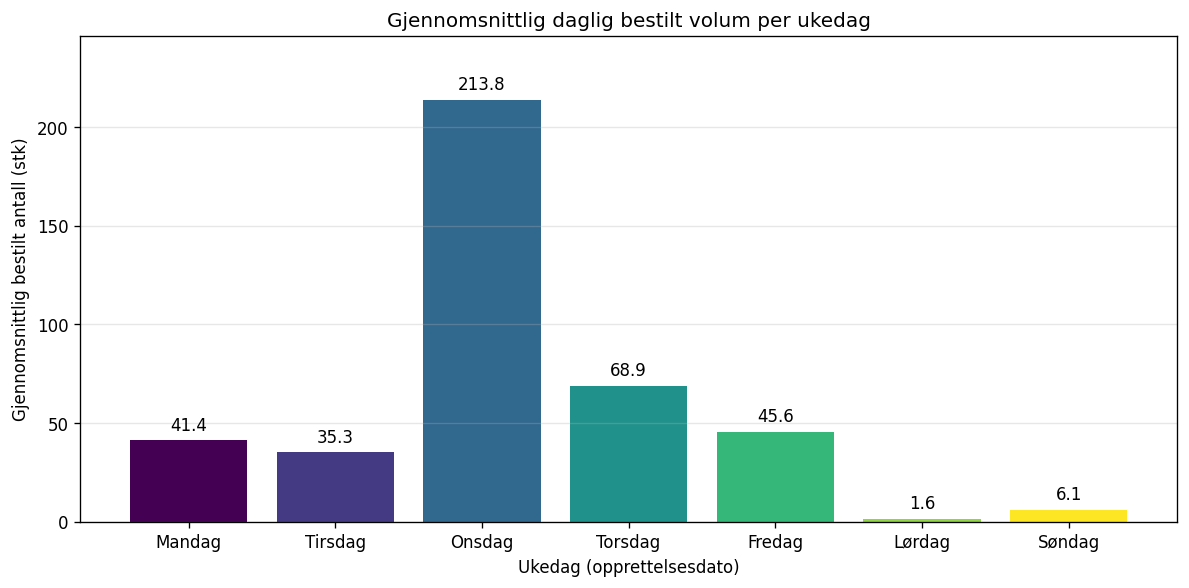 Gjennomsnittlig daglig bestilt volum per ukedag
Gjennomsnittlig bestilt antall (stk)
200
150
100
50
0
41.4
35.3
213.8
68.9
45.6
1.6
6.1
Mandag
Tirsdag
Onsdag
Torsdag
Fredag
Lørdag
Søndag
Ukedag (opprettelsesdato)